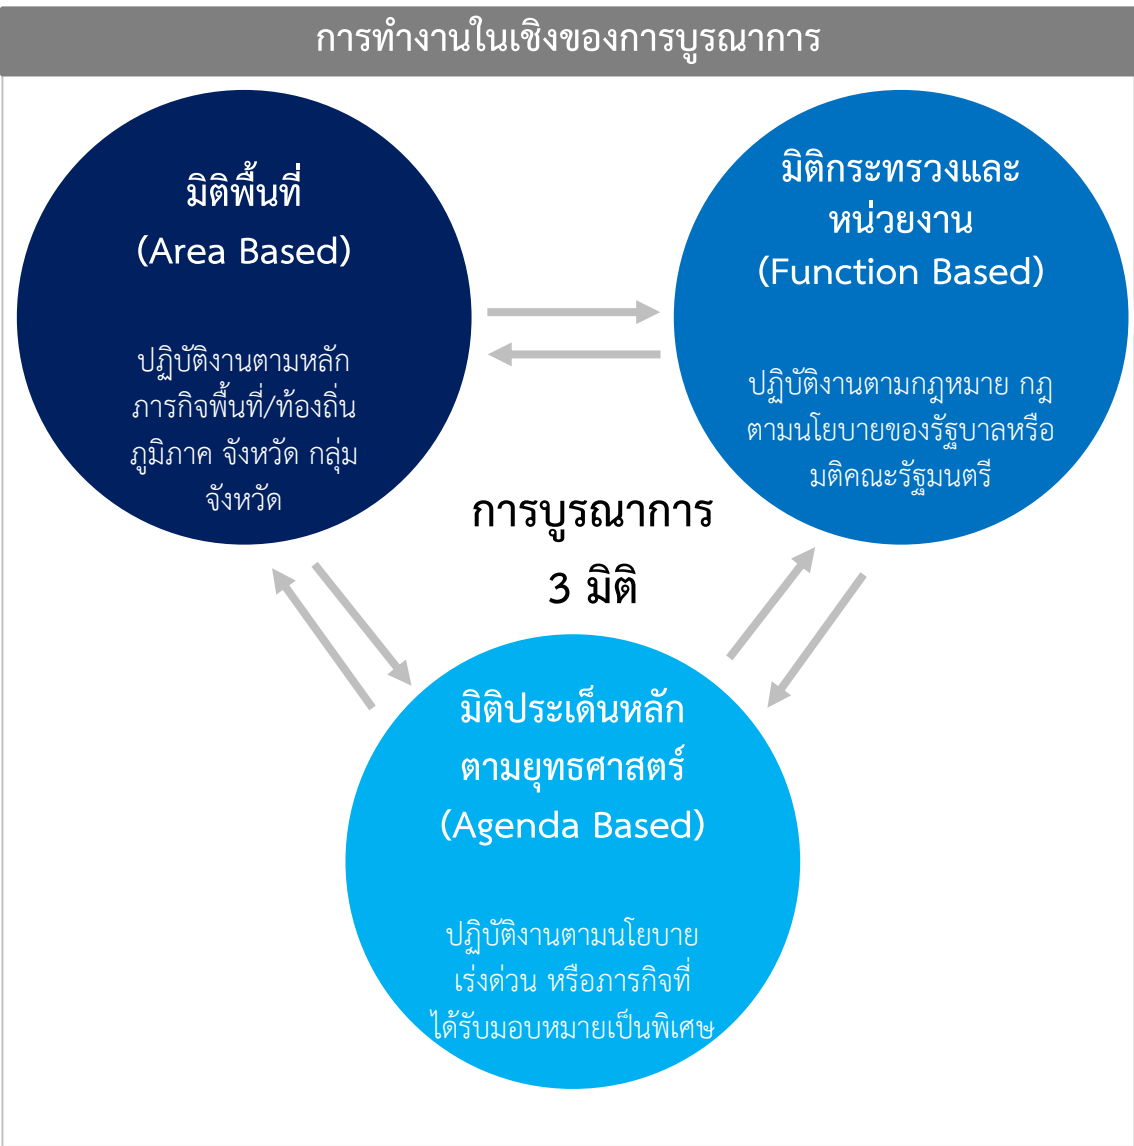 การทำงานในเชิงของการบูรณาการ
มิติพื้นที่
(Area Based)
ปฏิบัติงานตามหลัก
ภารกิจพื้นที่/ท้องถิ่น
ภูมิภาค จังหวัด กลุ่ม
จังหวัด
มิติกระทรวงและ
หน่วยงาน
(Function Based)
ปฏิบัติงานตามกฎหมาย กฎ
ตามนโยบายของรัฐบาลหรือ
มติคณะรัฐมนตรี
การบูรณาการ
3 มิติ
มิติประเด็นหลัก
ตามยุทธศาสตร์
(Agenda Based)
ปฏิบัติงานตามนโยบาย
เร่งด่วน หรือภารกิจที่
ได้รับมอบหมายเป็นพิเศษ